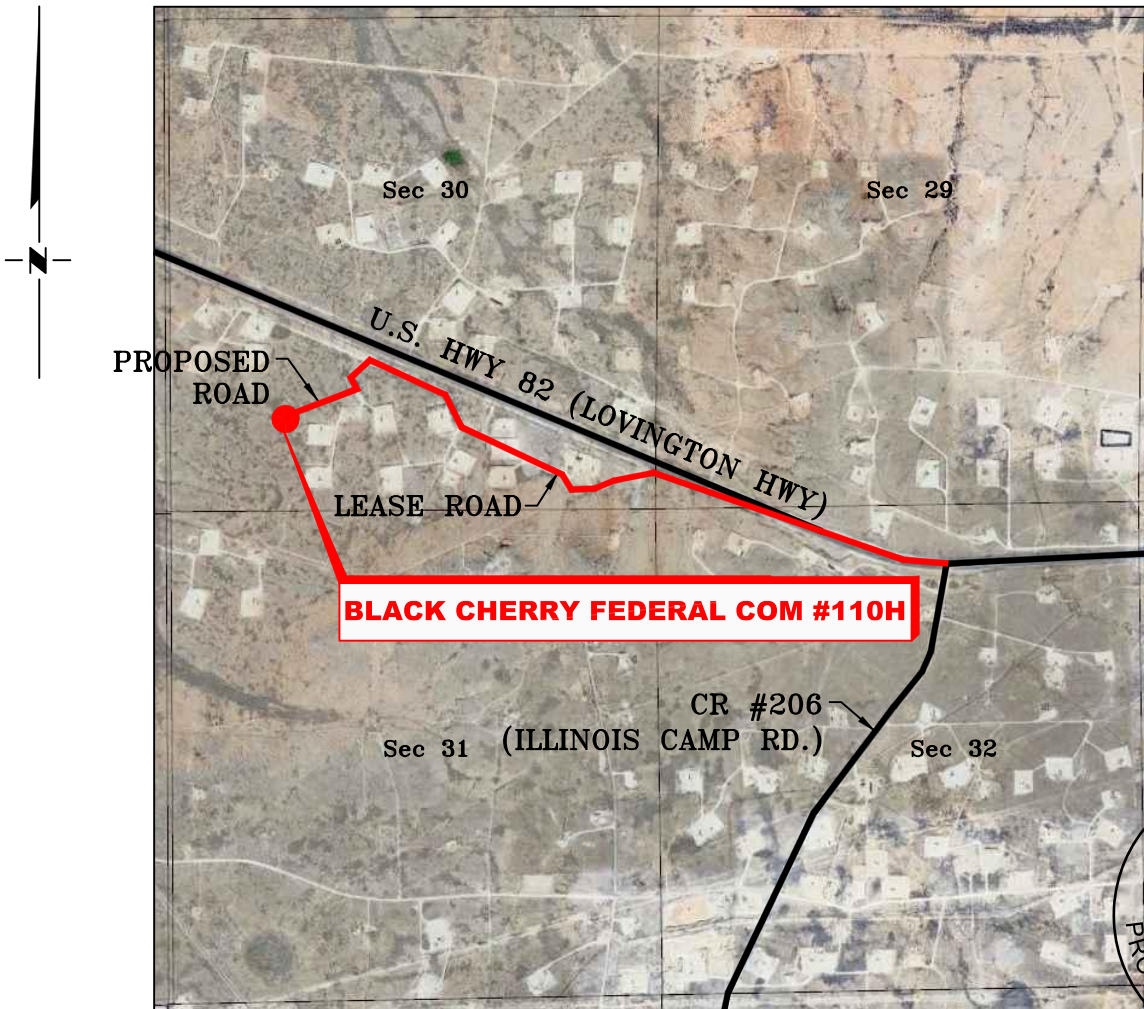 Sec 30
Sec 29
N
U.S. HWY 82 (LOVINGTON HWY)
PROPOSED
ROAD
LEASE ROAD
BLACK CHERRY FEDERAL COM #110H
CR #206
(ILLINOIS CAMP RD.)
Sec 31
Sec 32